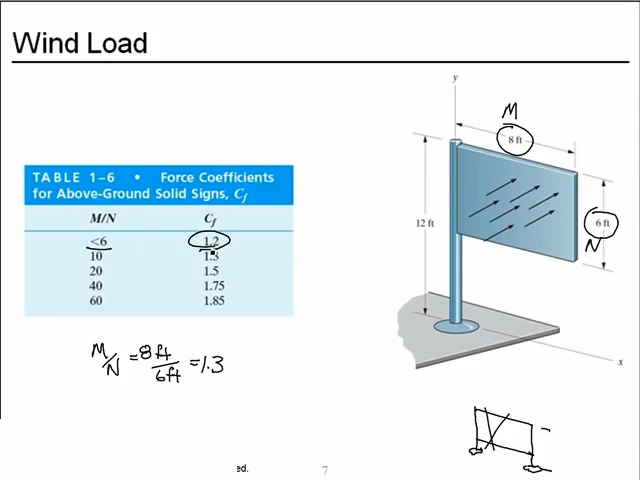 Wind Load
y
M
8 ft
TABLE 1–6 • Force Coefficients
for Above-Ground Solid Signs, Cf
M/N Cf
<6 1.2
10 1.3
20 1.5
40 1.75
60 1.85
12 ft
6 ft
N
x
M/N = 8ft/6ft = 1.3
ed.
7